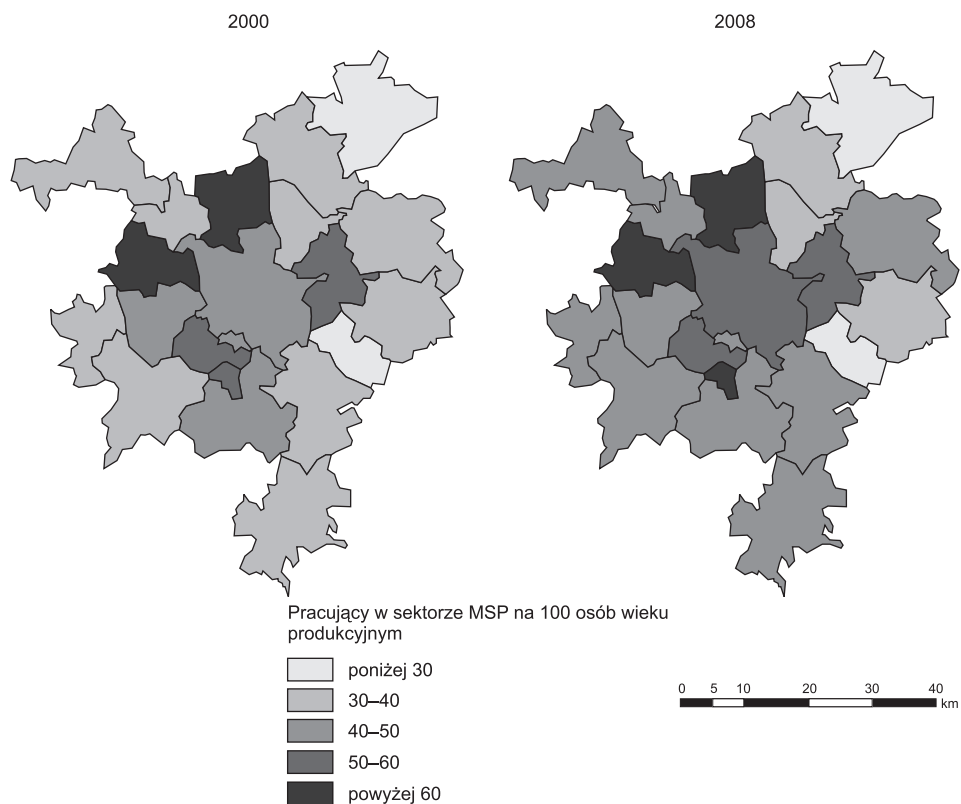 2000
2008
Pracujący w sektorze MSP na 100 osób wieku
produkcyjnym
poniżej 30
30–40
40–50
50–60
powyżej 60
0 5 10 20 30 40
km